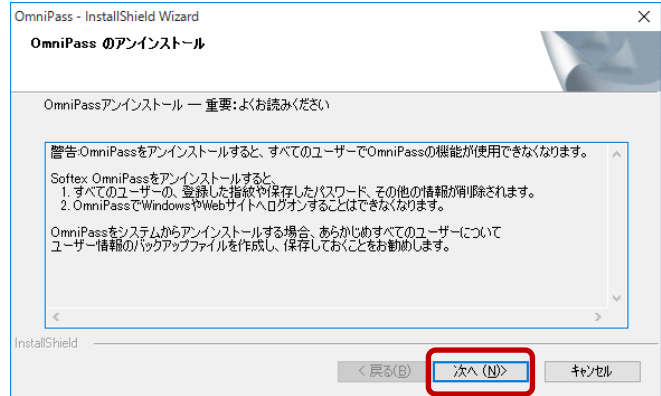 OmniPass - InstallShield Wizard
OmniPass のアンインストール
OmniPassアンインストール ー 重要：よくお読みください
警告:OmniPassをアンインストールすると、すべてのユーザーでOmniPassの機能が使用できなくなります。
Softex OmniPassをアンインストールすると、
1. すべてのユーザーの、登録した指紋や保存したパスワード、その他の情報が削除されます。
2. OmniPassでWindowsやWebサイトへログオンすることはできなくなります。
OmniPassをシステムからアンインストールする場合、あらかじめすべてのユーザーについて
ユーザー情報のバックアップファイルを作成し、保存しておくことをお勧めします。
InstallShield
< 戻る(B) 次へ (N)> キャンセル